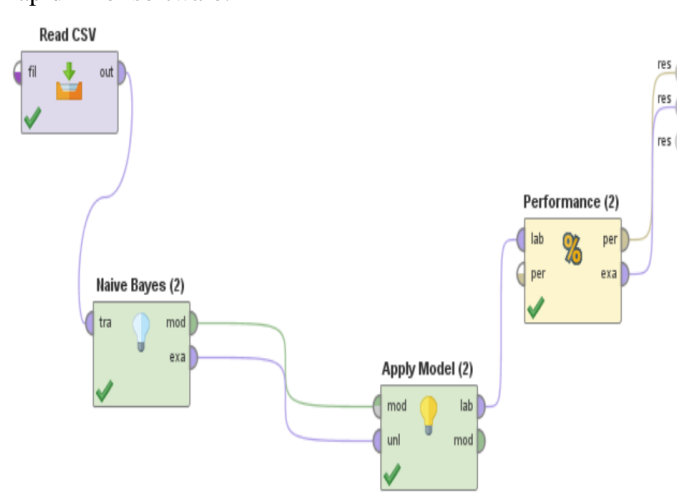 Read CSV
fil out
res
res
res
Performance (2)
lab per
per exa
Naive Bayes (2)
tra mod
exa
Apply Model (2)
mod lab
unl mod